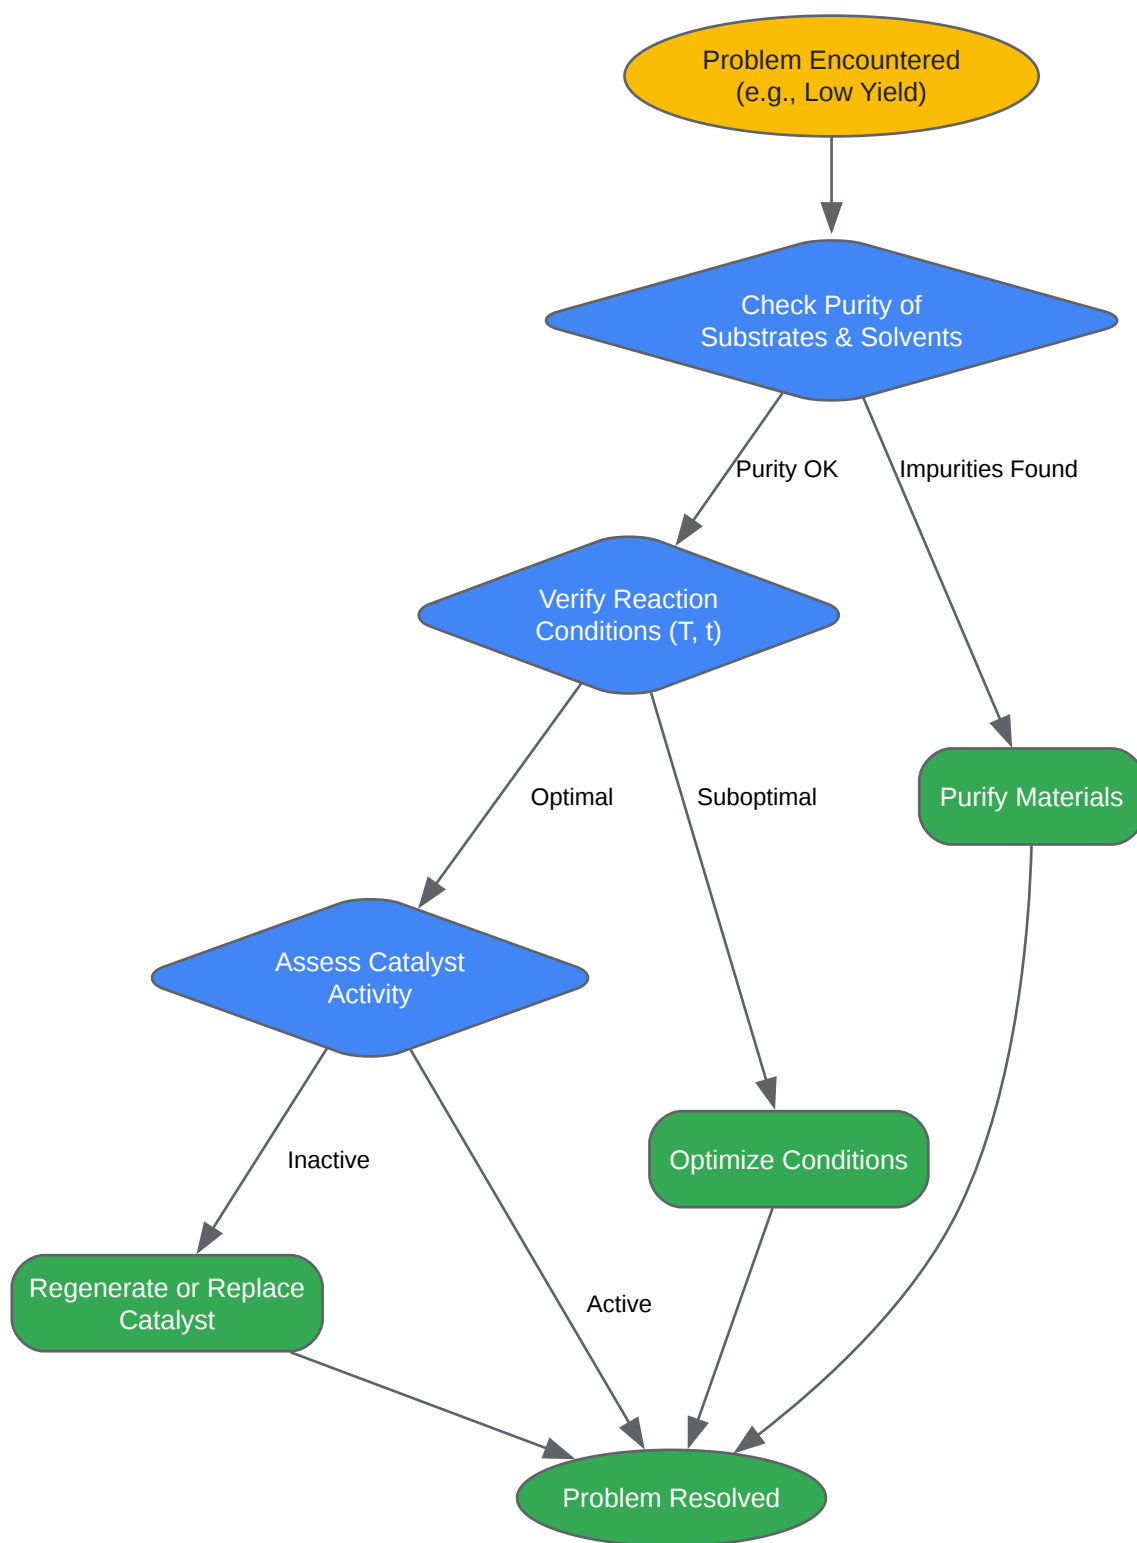 Problem Encountered
(e.g., Low Yield)
Check Purity of
Substrates & Solvents
Purity OK
Impurities Found
Verify Reaction
Conditions (T, t)
Optimal
Suboptimal
Purify Materials
Assess Catalyst
Activity
Inactive
Optimize Conditions
Regenerate or Replace
Catalyst
Active
Problem Resolved